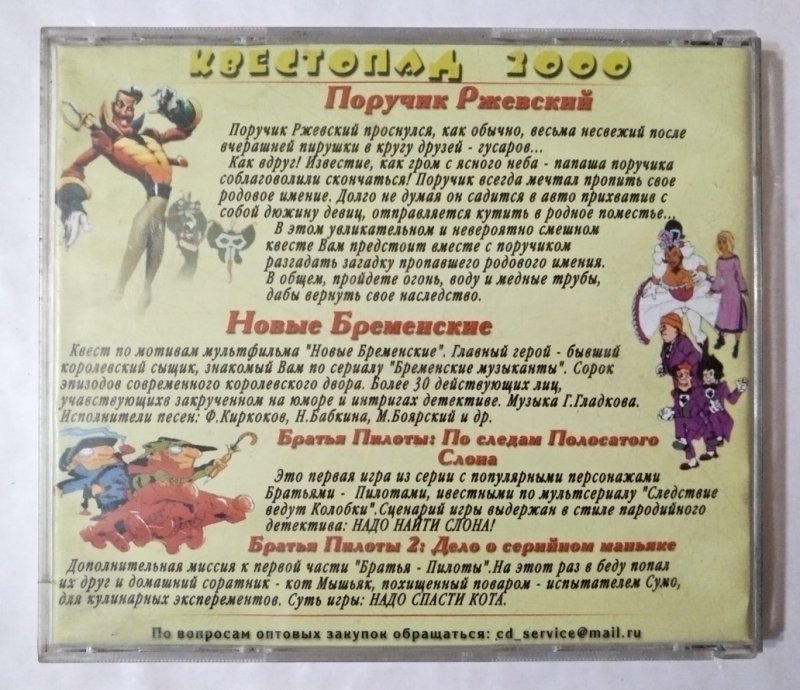 КВЕСТОПАД 2000
Поручик Ржевский
Поручик Ржевский проснулся, как обычно, весьма несвежий после
вчерашней пирушки в кругу друзей - гусаров...
Как вдруг! Известие, как гром с ясного неба - папаша поручика
соблаговолили скончаться! Поручик всегда мечтал пропить свое
родовое имение. Долго не думая он садится в авто прихватив с
собой дюжину девиц, отправляется кутить в родное поместье...
В этом увликательном и невероятно смешном
квесте Вам предстоит вместе с поручиком
разгадать загадку пропавшего родового имения.
В общем, пройдете огонь, воду и медные трубы,
дабы вернуть свое наследство.
Новые Бременские
Квест по мотивам мультфильма "Новые Бременские". Главный герой - бывший
королевский сыщик, знакомый Вам по сериалу "Бременские музыканты". Сорок
эпизодов современного королевского двора. Более 30 действующих лиц,
учавствующихв закрученном на юморе и интригах детективе. Музыка Г.Гладкова.
Исполнители песен: Ф.Киркоков, Н.Бабкина, М.Боярский и др.
Братья Пилоты: По следам Полосатого
Слона
Это первая игра из серии с популярными персонажами
Братьями - Пилотами, ивестными по мультсериалу "Следствие
ведут Колобки".Сценарий игры выдержан в стиле пародийного
детектива: НАДО НАЙТИ СЛОНА!
Братья Пилоты 2: Дело о серийном маньяке
Дополнительная миссия к первой части "Братья - Пилоты".На этот раз в беду попал
их друг и домашний соратник - кот Мышьяк, похищенный поваром - испытателем Сумо,
для кулинарных эксперементов. Суть игры: НАДО СПАСТИ КОТА.
По вопросам оптовых закупок обращаться: cd_service@mail.ru